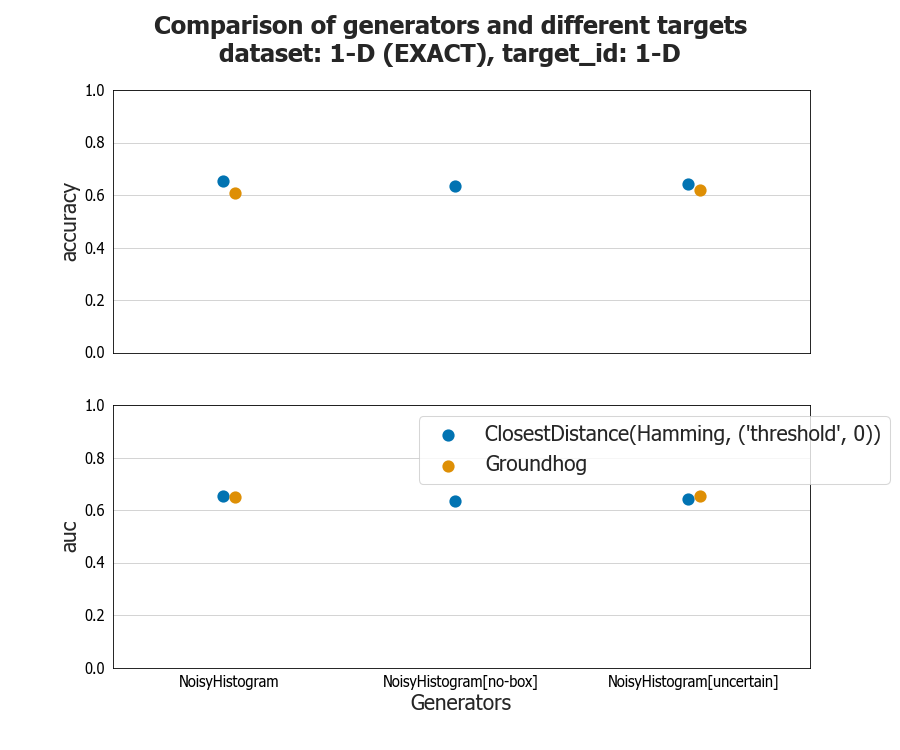 Comparison of generators and different targets
dataset: 1-D (EXACT), target_id: 1-D
1.0
0.8
0.6
0.4
0.2
0.0
accuracy
1.0
0.8
0.6
0.4
0.2
0.0
auc
ClosestDistance(Hamming, ('threshold', 0))
Groundhog
NoisyHistogram NoisyHistogram[no-box] NoisyHistogram[uncertain]
Generators